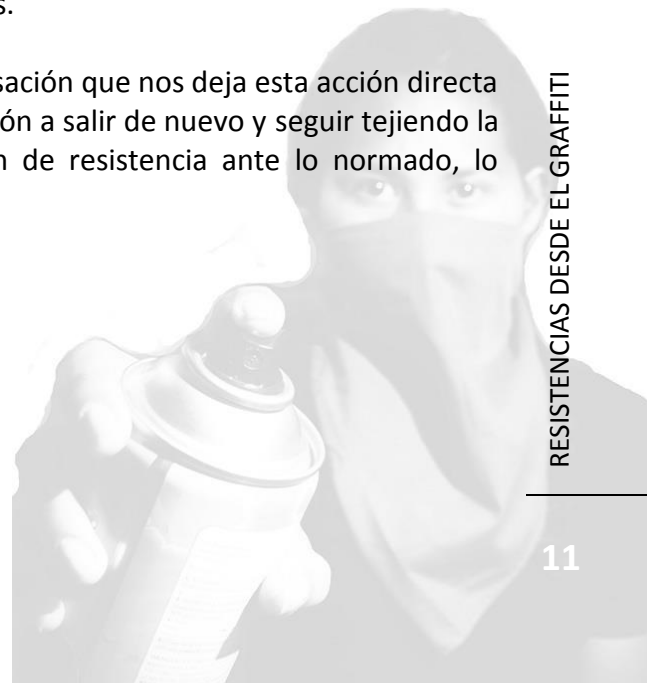 s.
sación que nos deja esta acción directa
ón a salir de nuevo y seguir tejiendo la
n de resistencia ante lo normado, lo
RESISTENCIAS DESDE EL GRAFFITI
11